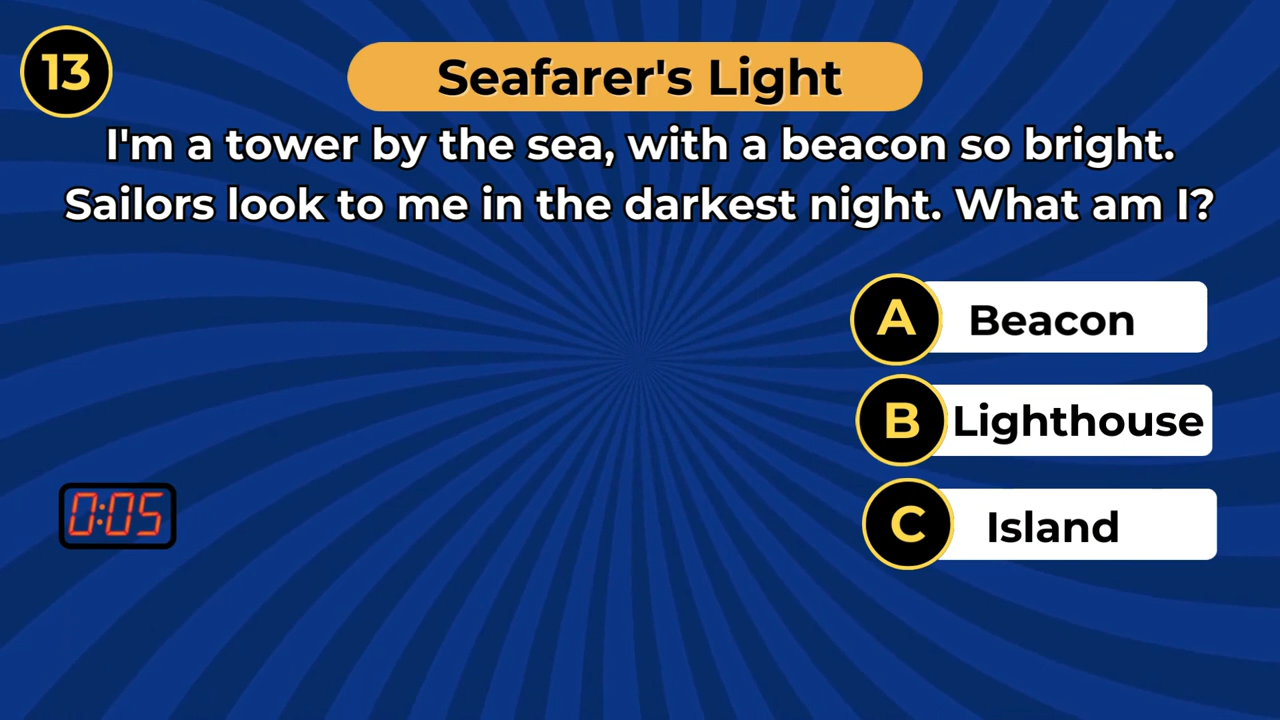 13
Seafarer's Light
I'm a tower by the sea, with a beacon so bright.
Sailors look to me in the darkest night. What am I?
A Beacon
B Lighthouse
C Island
0:05